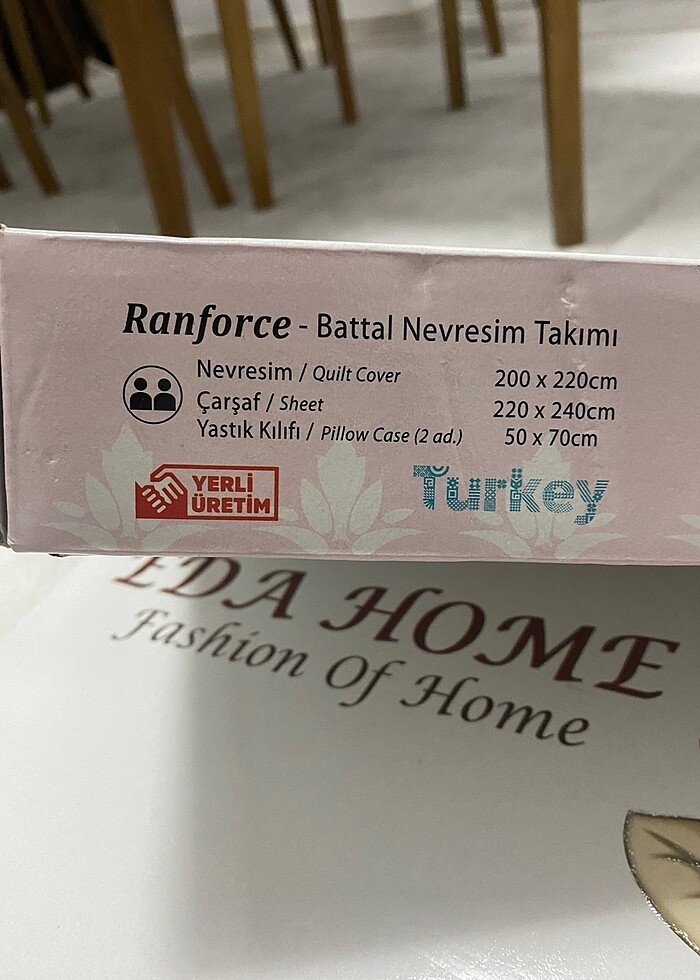 Ranforce - Battal Nevresim Takımı
Nevresim / Quilt Cover 200 x 220cm
Çarşaf / Sheet 220 x 240cm
Yastık Kılıfı / Pillow Case (2 ad.) 50 x 70cm
YERLİ
ÜRETİM
Turkey
EDA HOME
Fashion Of Home